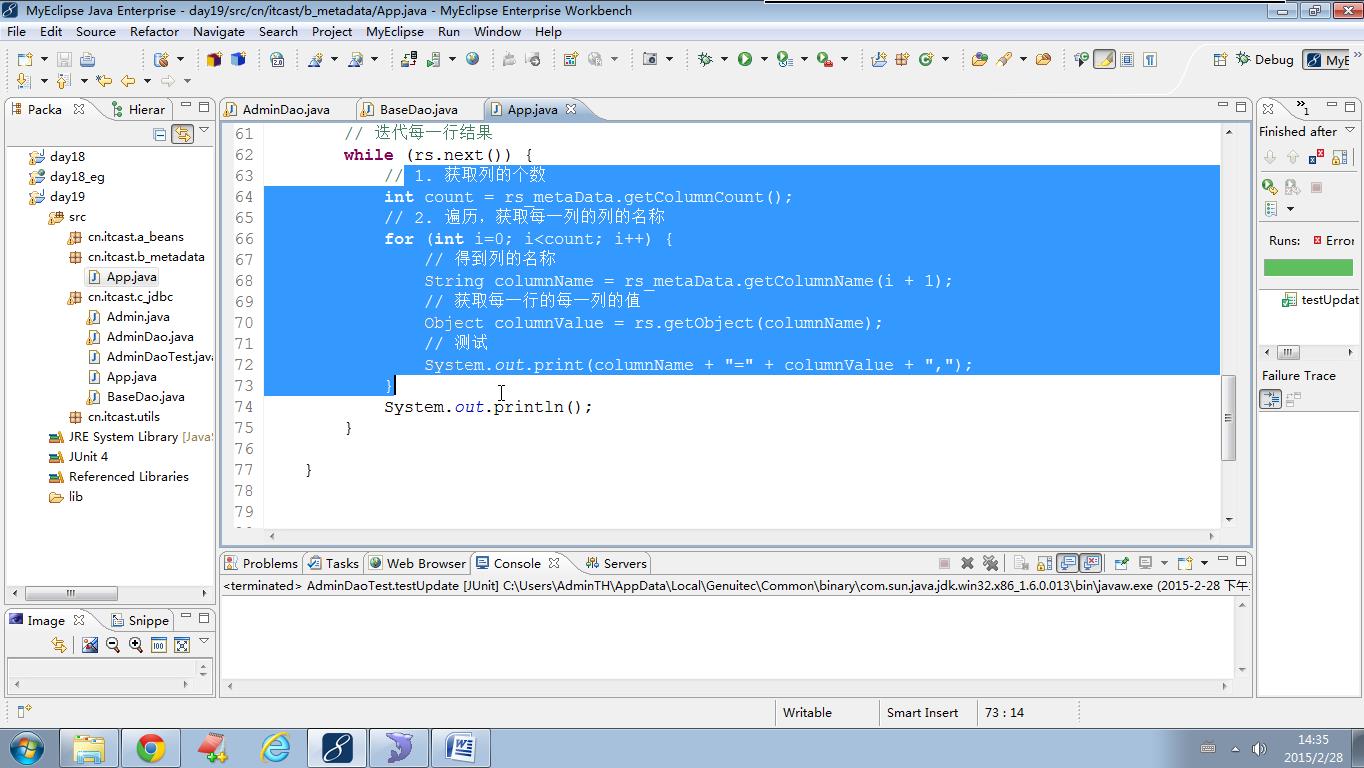 MyEclipse Java Enterprise - day19/src/cn/itcast/b_metadata/App.java - MyEclipse Enterprise Workbench
File Edit Source Refactor Navigate Search Project MyEclipse Run Window Help
Debug MyE
Packa Hierar
AdminDao.java BaseDao.java App.java
day18
day18_eg
day19
src
cn.itcast.a_beans
cn.itcast.b_metadata
App.java
cn.itcast.c_jdbc
Admin.java
AdminDao.java
AdminDaoTest.java
App.java
BaseDao.java
cn.itcast.utils
JRE System Library [Java
JUnit 4
Referenced Libraries
lib
61 // 迭代每一行结果
62 while (rs.next()) {
63 // 1. 获取列的个数
64 int count = rs_metaData.getColumnCount();
65 // 2. 遍历，获取每一列的列的名称
66 for (int i=0; i<count; i++) {
67 // 得到列的名称
68 String columnName = rs_metaData.getColumnName(i + 1);
69 // 获取每一行的每一列的值
70 Object columnValue = rs.getObject(columnName);
71 // 测试
72 System.out.print(columnName + "=" + columnValue + ",");
73 }
74 System.out.println();
75 }
76
77 }
78
79
1
Finished after
Runs: Error
testUpdat
Failure Trace
Problems Tasks Web Browser Console Servers
<terminated> AdminDaoTest.testUpdate [JUnit] C:\Users\AdminTH\AppData\Local\Genuitec\Common\binary\com.sun.java.jdk.win32.x86_1.6.0.013\bin\javaw.exe (2015-2-28 下午
Image Snippe
100
Writable Smart Insert 73 : 14
14:35
2015/2/28